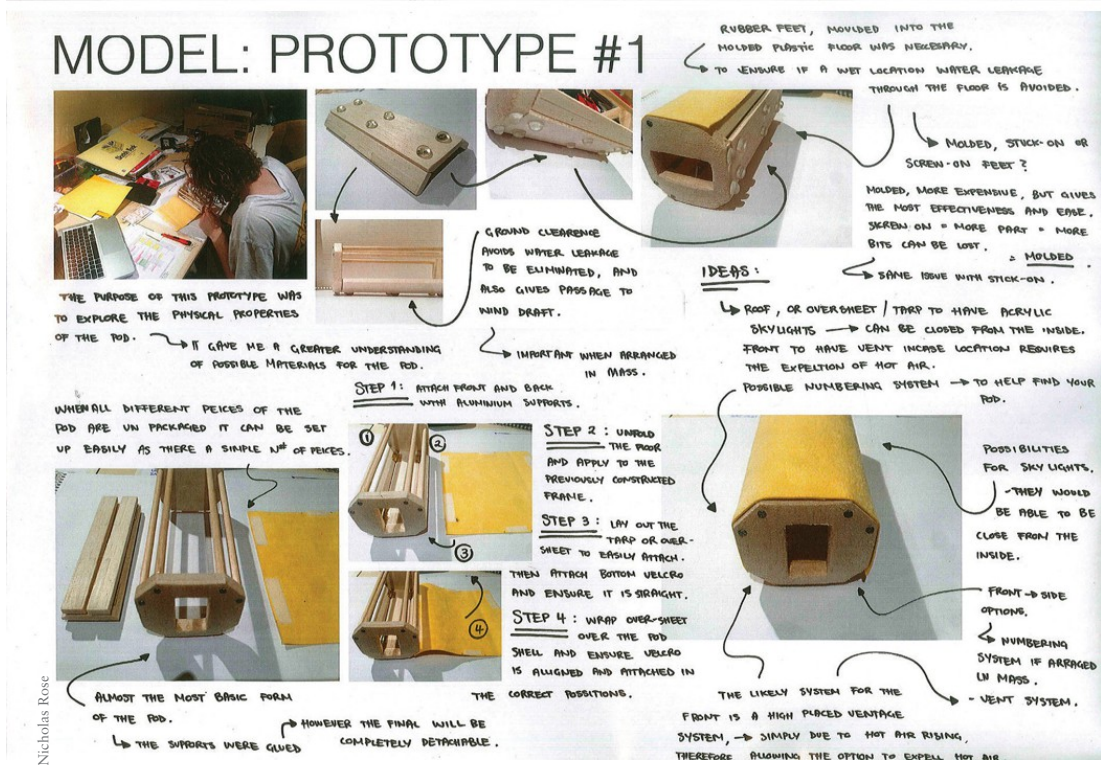 MODEL: PROTOTYPE #1
RUBBER FEET, MOULDED INTO THE
MOLDED PLASTIC FLOOR WAS NECCESARY.
TO ENSURE IF A WET LOCATION WATER LEAKAGE
THROUGH THE FLOOR IS AVOIDED.
MOLDED, STICK-ON OR
SCREW-ON FEET?
MOLDED, MORE EXPENSIVE, BUT GIVES
THE MOST EFFECTIVENESS AND EASE.
SKREW ON = MORE PART = MORE
BITS CAN BE LOST.
= MOLDED
SAME ISSUE WITH STICK-ON.
GROUND CLEARENCE
AVOIDS WATER LEAKAGE
TO BE ELIMINATED, AND
ALSO GIVES PASSAGE TO
WIND DRAFT.
IMPORTANT WHEN ARRANGED
IN MASS.
THE PURPOSE OF THIS PROTOTYPE WAS
TO EXPLORE THE PHYSICAL PROPERTIES
OF THE POD.
IT GAVE ME A GREATER UNDERSTANDING
OF POSSIBLE MATERIALS FOR THE POD.
IDEAS:
ROOF, OR OVERSHEET / TARP TO HAVE ACRYLIC
SKYLIGHTS → CAN BE CLOSED FROM THE INSIDE.
FRONT TO HAVE VENT INCASE LOCATION REQUIRES
THE EXPELTION OF HOT AIR.
POSSIBLE NUMBERING SYSTEM → TO HELP FIND YOUR
POD.
WHEN ALL DIFFERENT PEICES OF THE
POD ARE UN PACKAGED IT CAN BE SET
UP EASILY AS THERE A SIMPLE Nº OF PEICES.
STEP 1: ATTACH FRONT AND BACK
WITH ALUMINIUM SUPPORTS.
1
2
3
4
STEP 2: UNFOLD
THE FLOOR
AND APPLY TO THE
PREVIOUSLY CONSTRUCTED
FRAME.
STEP 3: LAY OUT THE
TARP OR OVER-
SHEET TO EASILY ATTACH.
THEN ATTACH BOTTOM VELCRO
AND ENSURE IT IS STRAIGHT.
STEP 4: WRAP OVER-SHEET
OVER THE POD
SHELL AND ENSURE VELCRO
IS ALLIGNED AND ATTACHED IN
THE CORRECT POSSITIONS.
POSSIBILITIES
FOR SKY LIGHTS.
- THEY WOULD
BE ABLE TO BE
CLOSE FROM THE
INSIDE.
FRONT → SIDE
OPTIONS.
NUMBERING
SYSTEM IF ARRAGED
IN MASS.
- VENT SYSTEM.
ALMOST THE MOST BASIC FORM
OF THE POD.
THE SUPPORTS WERE GLUED
HOWEVER THE FINAL WILL BE
COMPLETELY DETACHABLE.
THE LIKELY SYSTEM FOR THE
FRONT IS A HIGH PLACED VENTAGE
SYSTEM, → SIMPLY DUE TO HOT AIR RISING,
THEREFORE ALLOWING THE OPTION TO EXPELL HOT AIR
Nicholas Rose